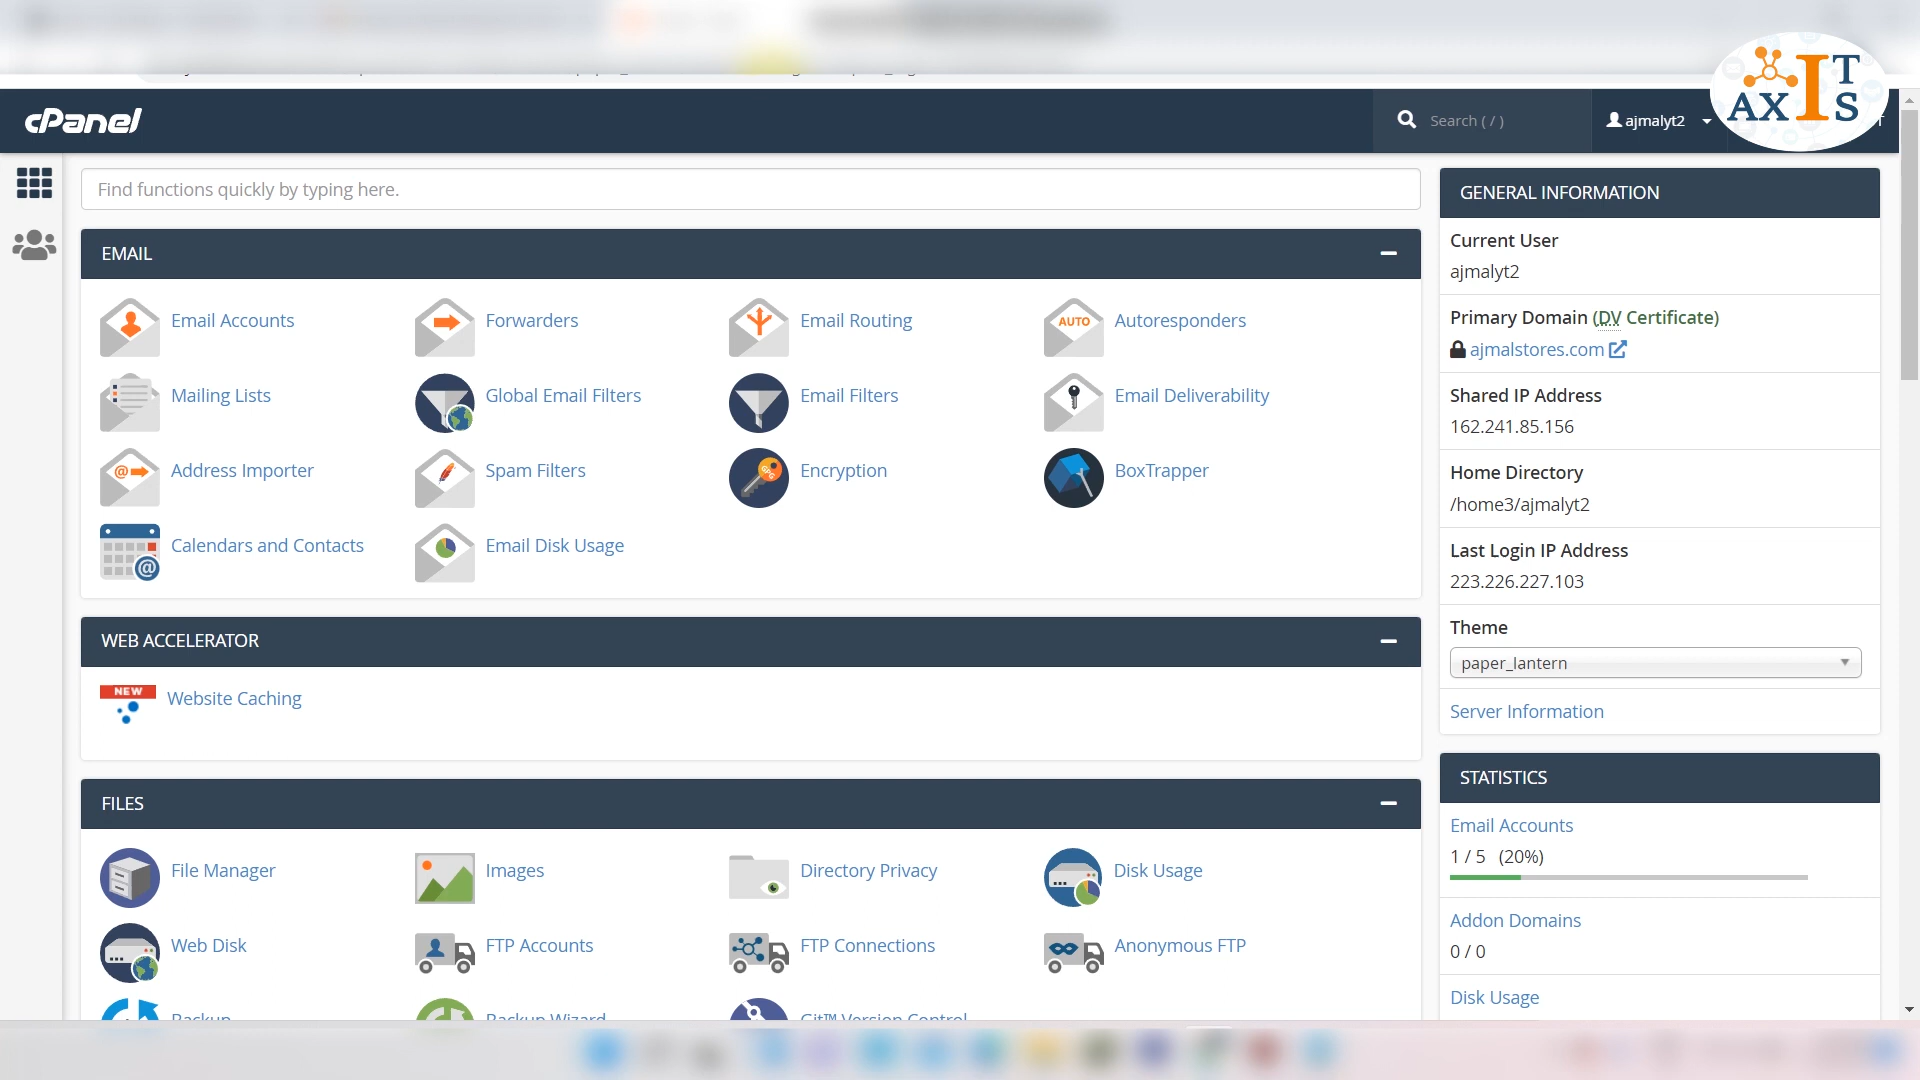 AXIS
IT
cPanel
Search ( / )
ajmalyt2
Find functions quickly by typing here.
EMAIL
Email Accounts
Forwarders
Email Routing
AUTO
Autoresponders
Mailing Lists
Global Email Filters
Email Filters
Email Deliverability
@
Address Importer
Spam Filters
GPG
Encryption
BoxTrapper
@
Calendars and Contacts
Email Disk Usage
WEB ACCELERATOR
NEW
Website Caching
FILES
File Manager
Images
Directory Privacy
Disk Usage
Web Disk
FTP Accounts
FTP Connections
Anonymous FTP
Backup
Backup Wizard
Git™ Version Control
GENERAL INFORMATION
Current User
ajmalyt2
Primary Domain (DV Certificate)
ajmalstores.com
Shared IP Address
162.241.85.156
Home Directory
/home3/ajmalyt2
Last Login IP Address
223.226.227.103
Theme
paper_lantern
Server Information
STATISTICS
Email Accounts
1 / 5 (20%)
Addon Domains
0 / 0
Disk Usage